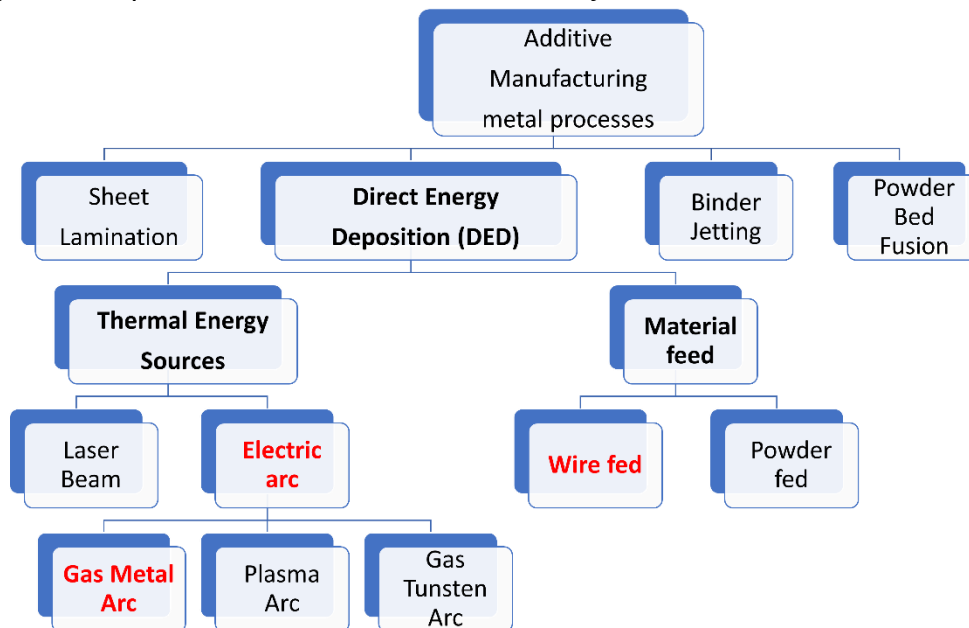 Additive
Manufacturing
metal processes
Sheet
Lamination
Direct Energy
Deposition (DED)
Binder
Jetting
Powder
Bed
Fusion
Thermal Energy
Sources
Material
feed
Laser
Beam
Electric
arc
Wire fed
Powder
fed
Gas Metal
Arc
Plasma
Arc
Gas
Tunsten
Arc